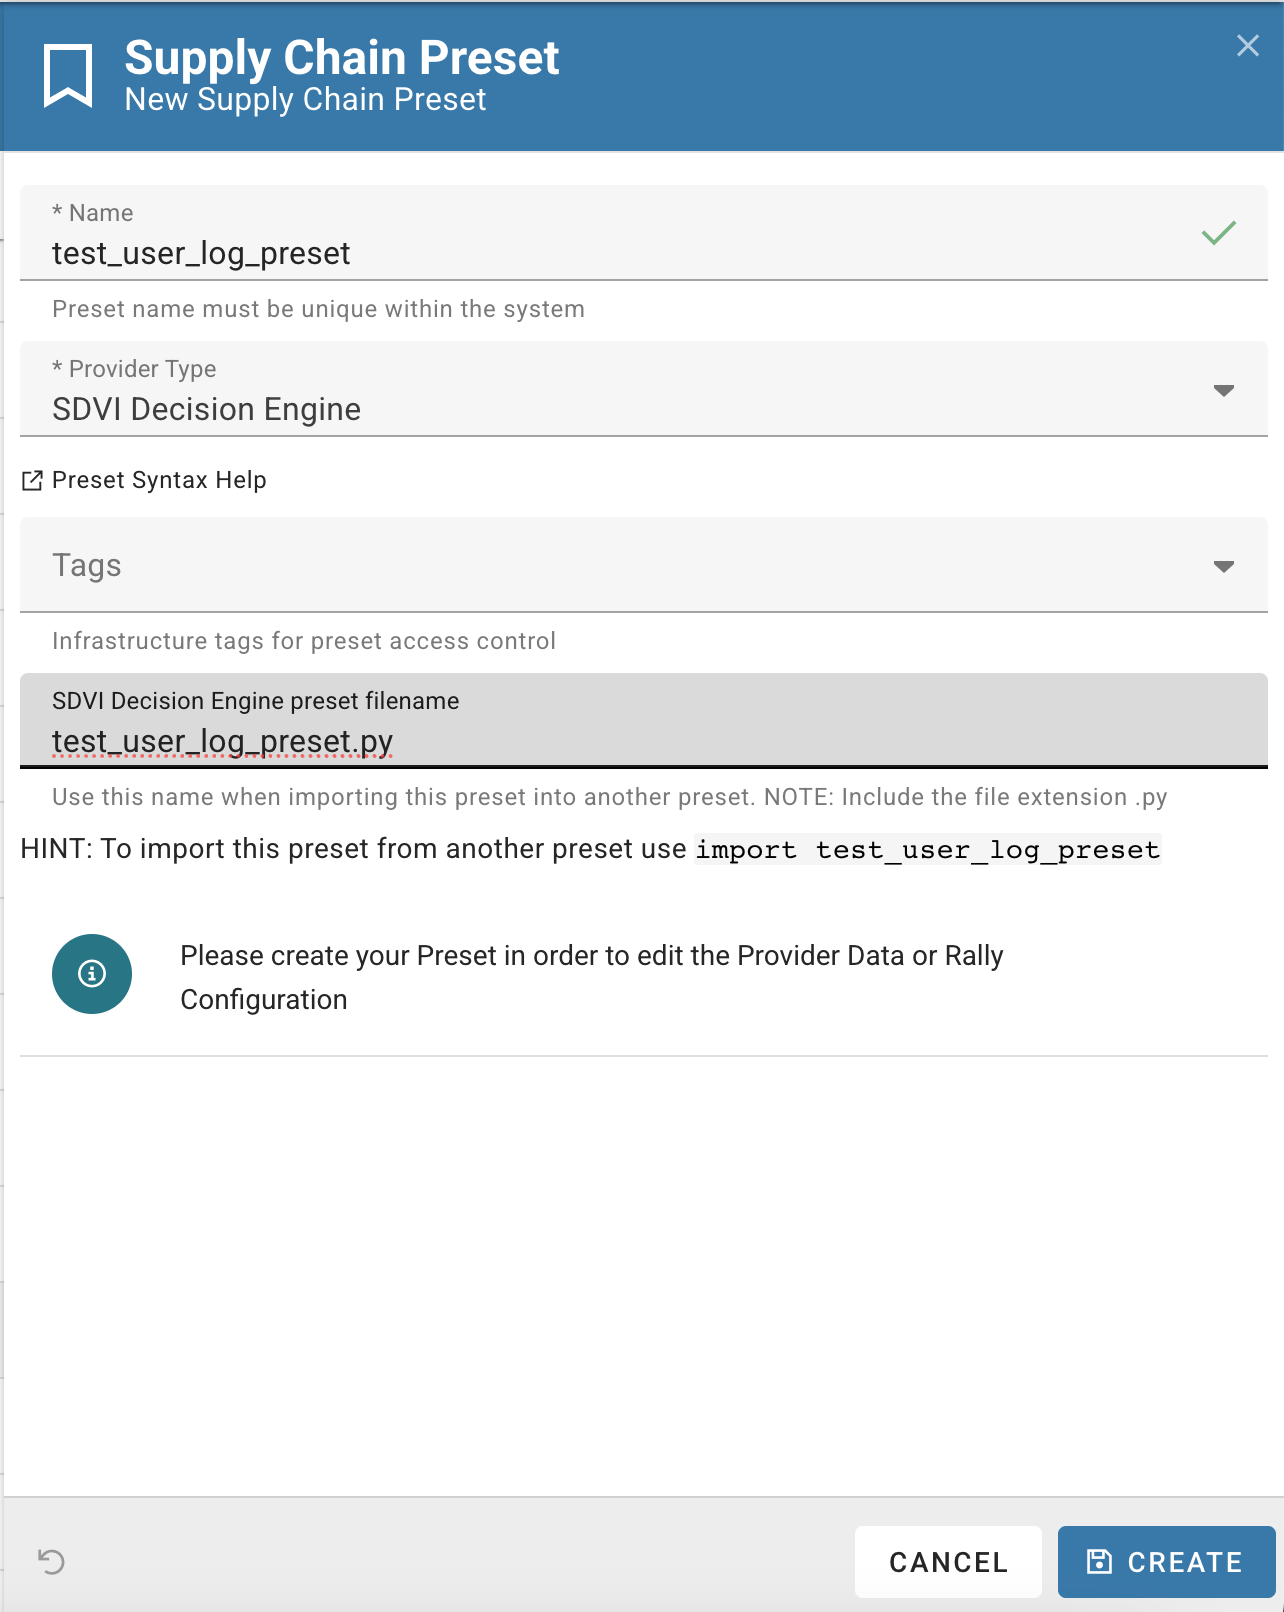 Supply Chain Preset
New Supply Chain Preset
* Name
test_user_log_preset
Preset name must be unique within the system
* Provider Type
SDVI Decision Engine
Preset Syntax Help
Tags
Infrastructure tags for preset access control
SDVI Decision Engine preset filename
test_user_log_preset.py
Use this name when importing this preset into another preset. NOTE: Include the file extension .py
HINT: To import this preset from another preset use import test_user_log_preset
Please create your Preset in order to edit the Provider Data or Rally
Configuration
CANCEL
CREATE